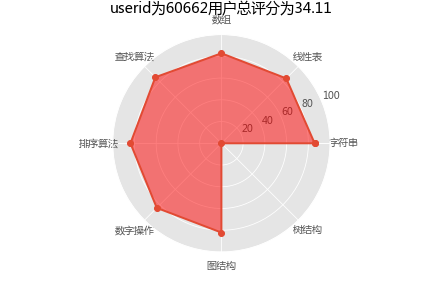 userid为60662用户总评分为34.11
数组
查找算法
线性表
100
80
60
40
20
排序算法
字符串
数字操作
树结构
图结构